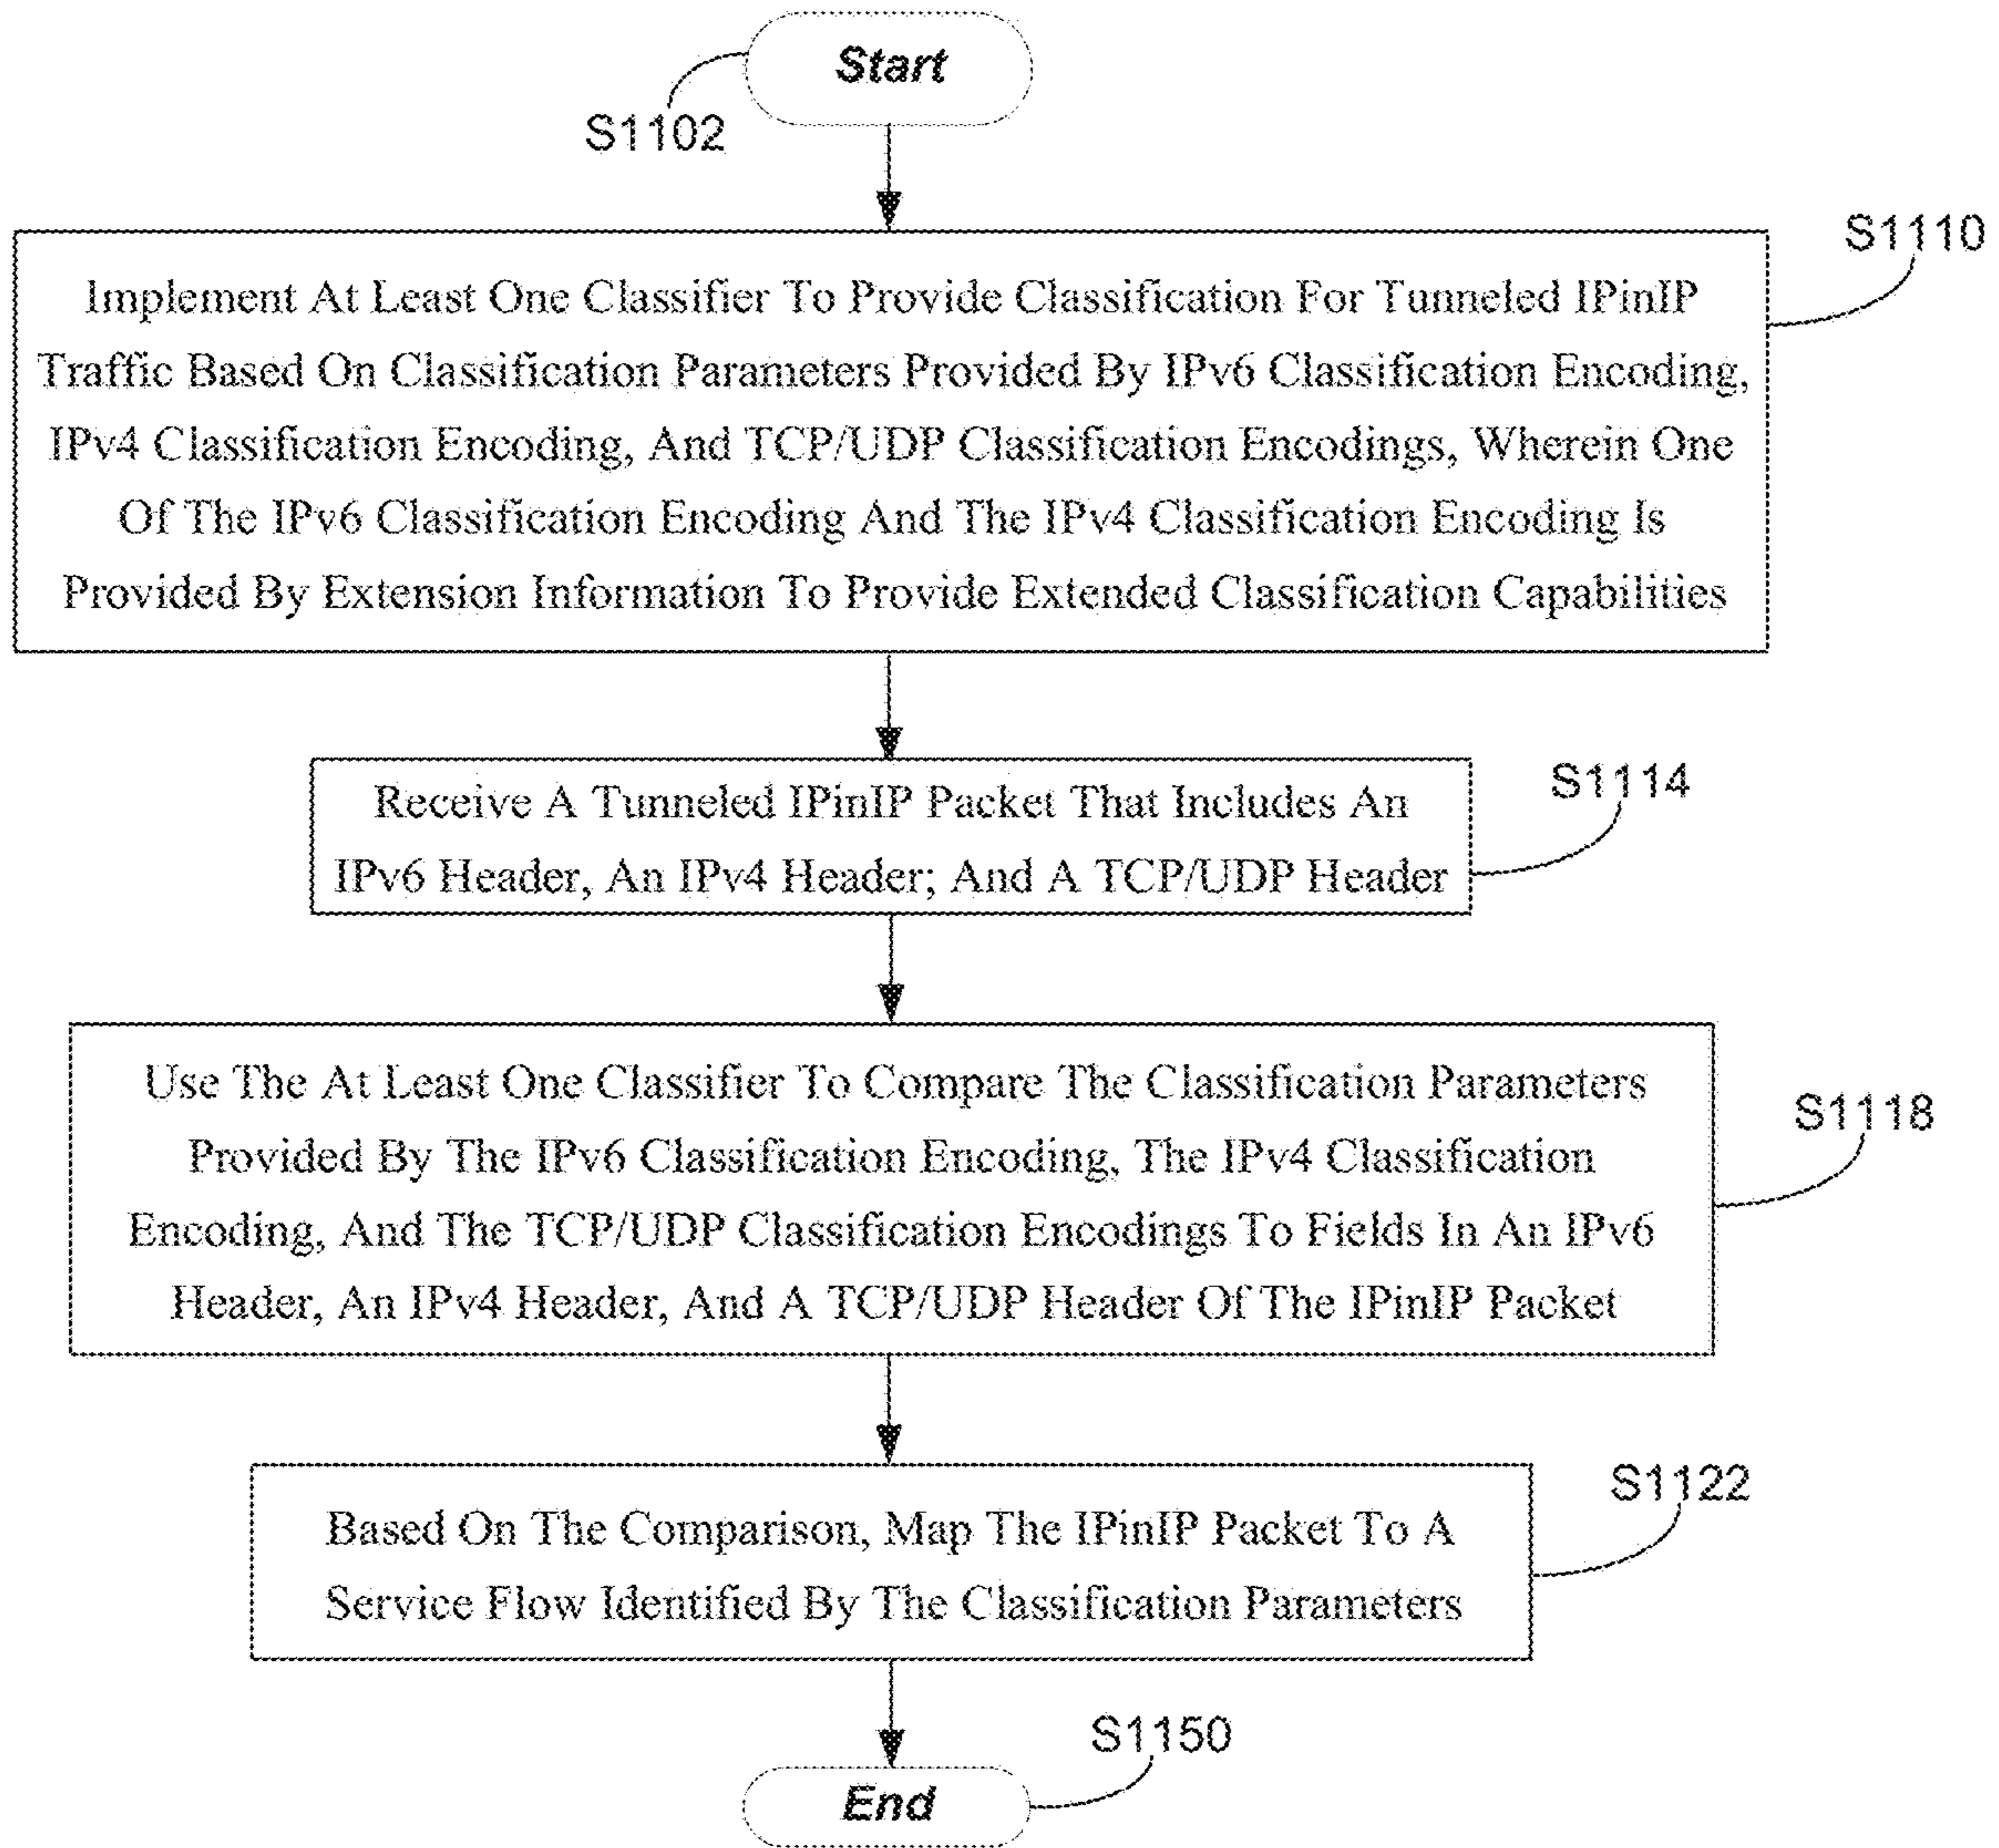 Start
S1102
S1110
Implement At Least One Classifier To Provide Classification For Tunneled IPinIP
Traffic Based On Classification Parameters Provided By IPv6 Classification Encoding,
IPv4 Classification Encoding, And TCP/UDP Classification Encodings, Wherein One
Of The IPv6 Classification Encoding And The IPv4 Classification Encoding Is
Provided By Extension Information To Provide Extended Classification Capabilities
S1114
Receive A Tunneled IPinIP Packet That Includes An
IPv6 Header, An IPv4 Header; And A TCP/UDP Header
S1118
Use The At Least One Classifier To Compare The Classification Parameters
Provided By The IPv6 Classification Encoding, The IPv4 Classification
Encoding, And The TCP/UDP Classification Encodings To Fields In An IPv6
Header, An IPv4 Header, And A TCP/UDP Header Of The IPinIP Packet
S1122
Based On The Comparison, Map The IPinIP Packet To A
Service Flow Identified By The Classification Parameters
S1150
End